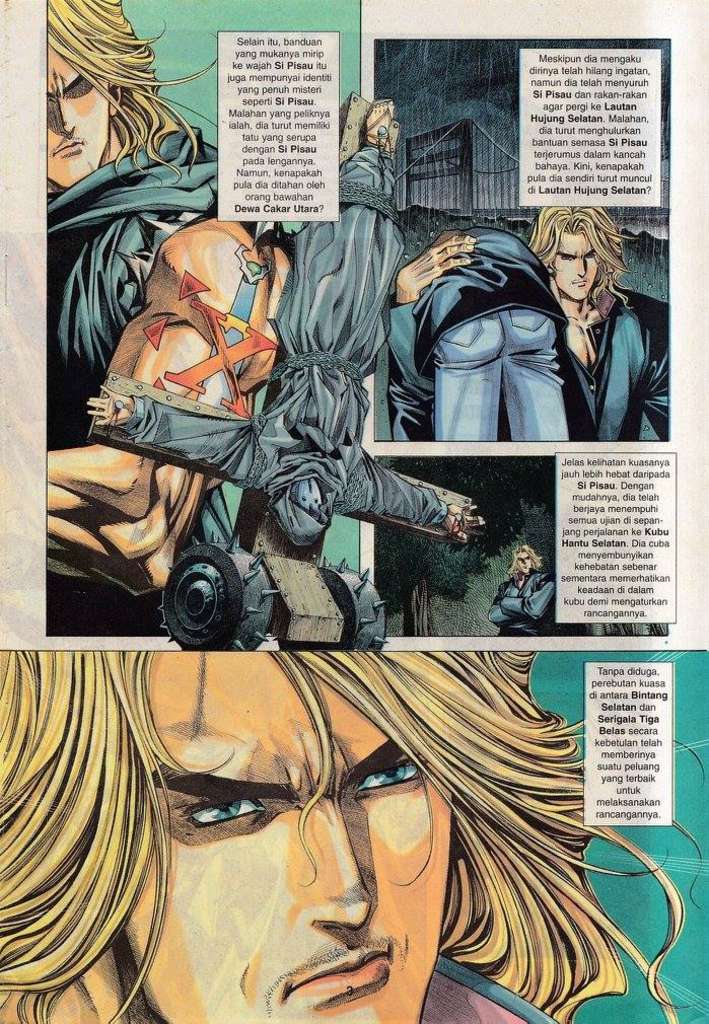 Selain itu, banduan
yang mukanya mirip
ke wajah Si Pisau itu
juga mempunyai identiti
yang penuh misteri
seperti Si Pisau.
Malahan yang peliknya
ialah, dia turut memiliki
tatu yang serupa
dengan Si Pisau
pada lengannya.
Namun, kenapakah
pula dia ditahan oleh
orang bawahan
Dewa Cakar Utara?
Meskipun dia mengaku
dirinya telah hilang ingatan,
namun dia telah menyuruh
Si Pisau dan rakan-rakan
agar pergi ke Lautan
Hujung Selatan. Malahan,
dia turut menghulurkan
bantuan semasa Si Pisau
terjerumus dalam kancah
bahaya. Kini, kenapakah
pula dia sendiri turut muncul
di Lautan Hujung Selatan?
Jelas kelihatan kuasanya
jauh lebih hebat daripada
Si Pisau. Dengan
mudahnya, dia telah
berjaya menempuhi
semua ujian di sepan-
jang perjalanan ke Kubu
Hantu Selatan. Dia cuba
menyembunyikan
kehebatan sebenar
sementara memerhatikan
keadaan di dalam
kubu demi mengaturkan
rancangannya.
Tanpa diduga,
perebutan kuasa
di antara Bintang
Selatan dan
Serigala Tiga
Belas secara
kebetulan telah
memberinya
suatu peluang
yang terbaik
untuk
melaksanakan
rancangannya.
3